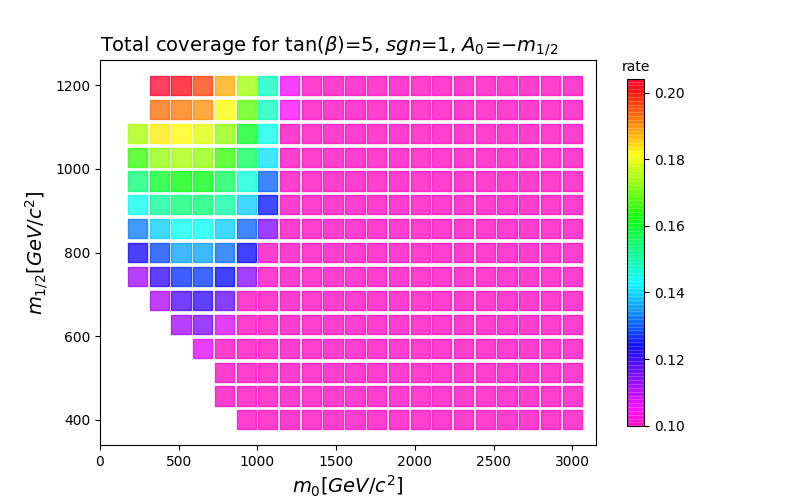 Total coverage for tan(β)=5, sgn=1, A₀=−m₁/₂
rate
1200
1000
800
600
400
m₁/₂[GeV/c²]
0 500 1000 1500 2000 2500 3000
m₀[GeV/c²]
0.20
0.18
0.16
0.14
0.12
0.10